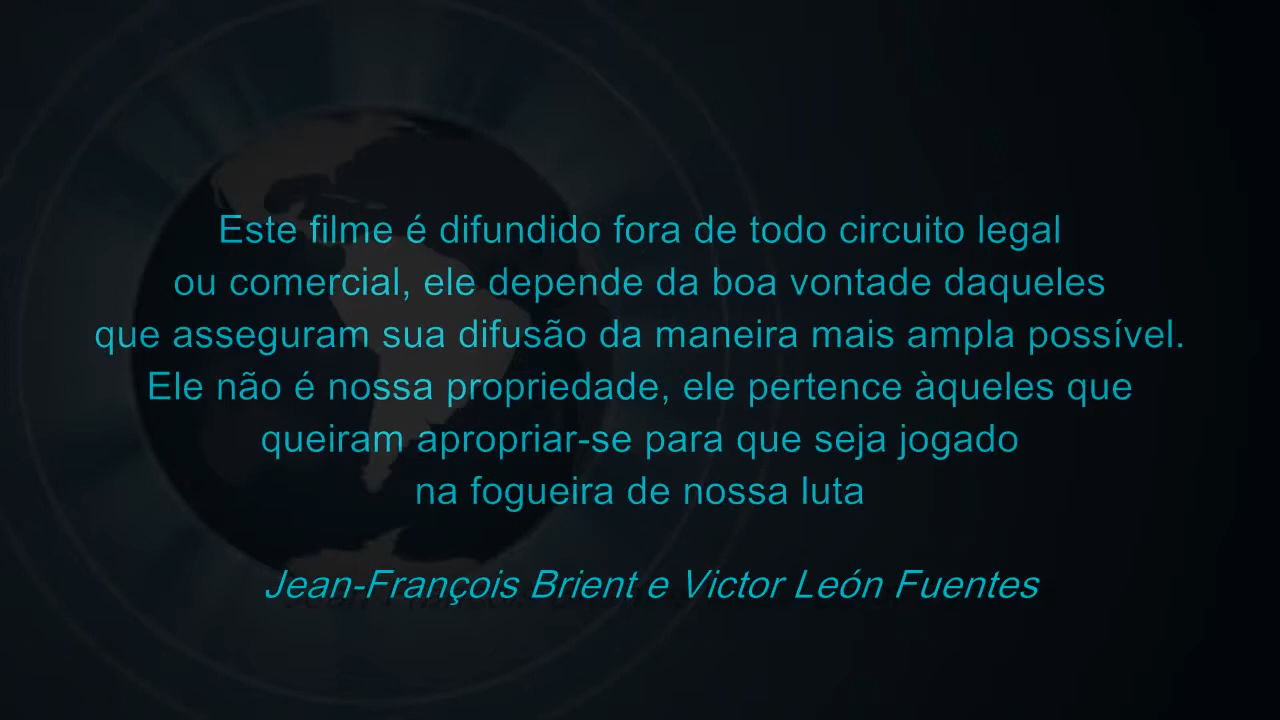 Este filme é difundido fora de todo circuito legal
ou comercial, ele depende da boa vontade daqueles
que asseguram sua difusão da maneira mais ampla possível.
Ele não é nossa propriedade, ele pertence àqueles que
queiram apropriar-se para que seja jogado
na fogueira de nossa luta
Jean-François Brient e Victor León Fuentes